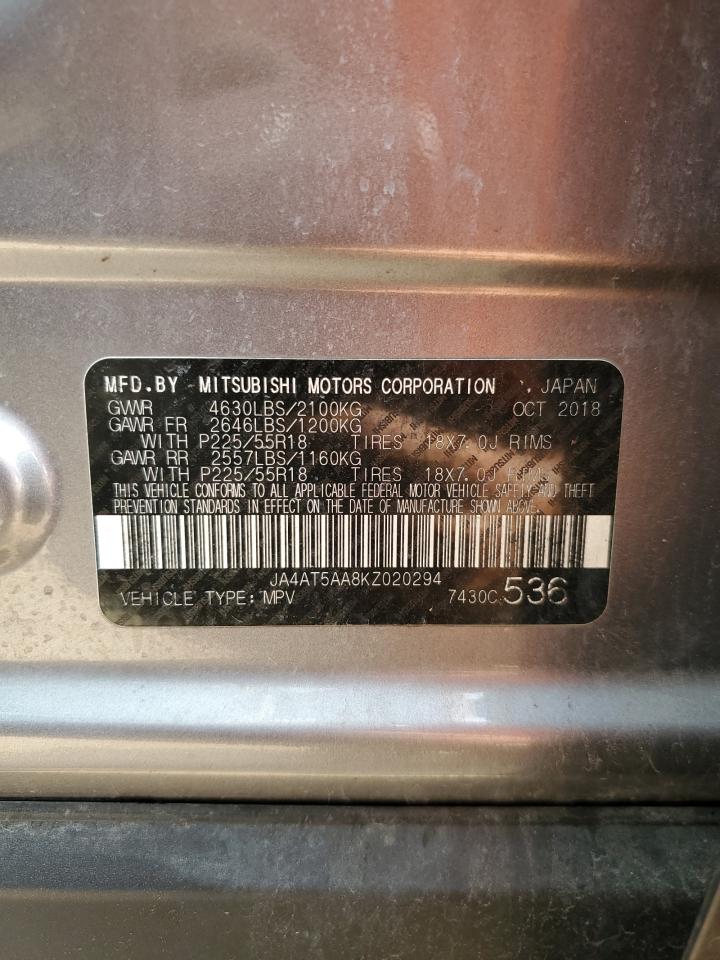 MFD.BY MITSUBISHI MOTORS CORPORATION JAPAN
GVWR 4630LBS/2100KG OCT 2018
GAWR FR 2646LBS/1200KG
WITH P225/55R18 TIRES 18X7.0J RIMS
GAWR RR 2557LBS/1160KG
WITH P225/55R18 TIRES 18X7.0J RIMS
THIS VEHICLE CONFORMS TO ALL APPLICABLE FEDERAL MOTOR VEHICLE SAFETY AND THEFT
PREVENTION STANDARDS IN EFFECT ON THE DATE OF MANUFACTURE SHOWN ABOVE.
JA4AT5AA8KZ020294
VEHICLE TYPE: MPV 7430C 536